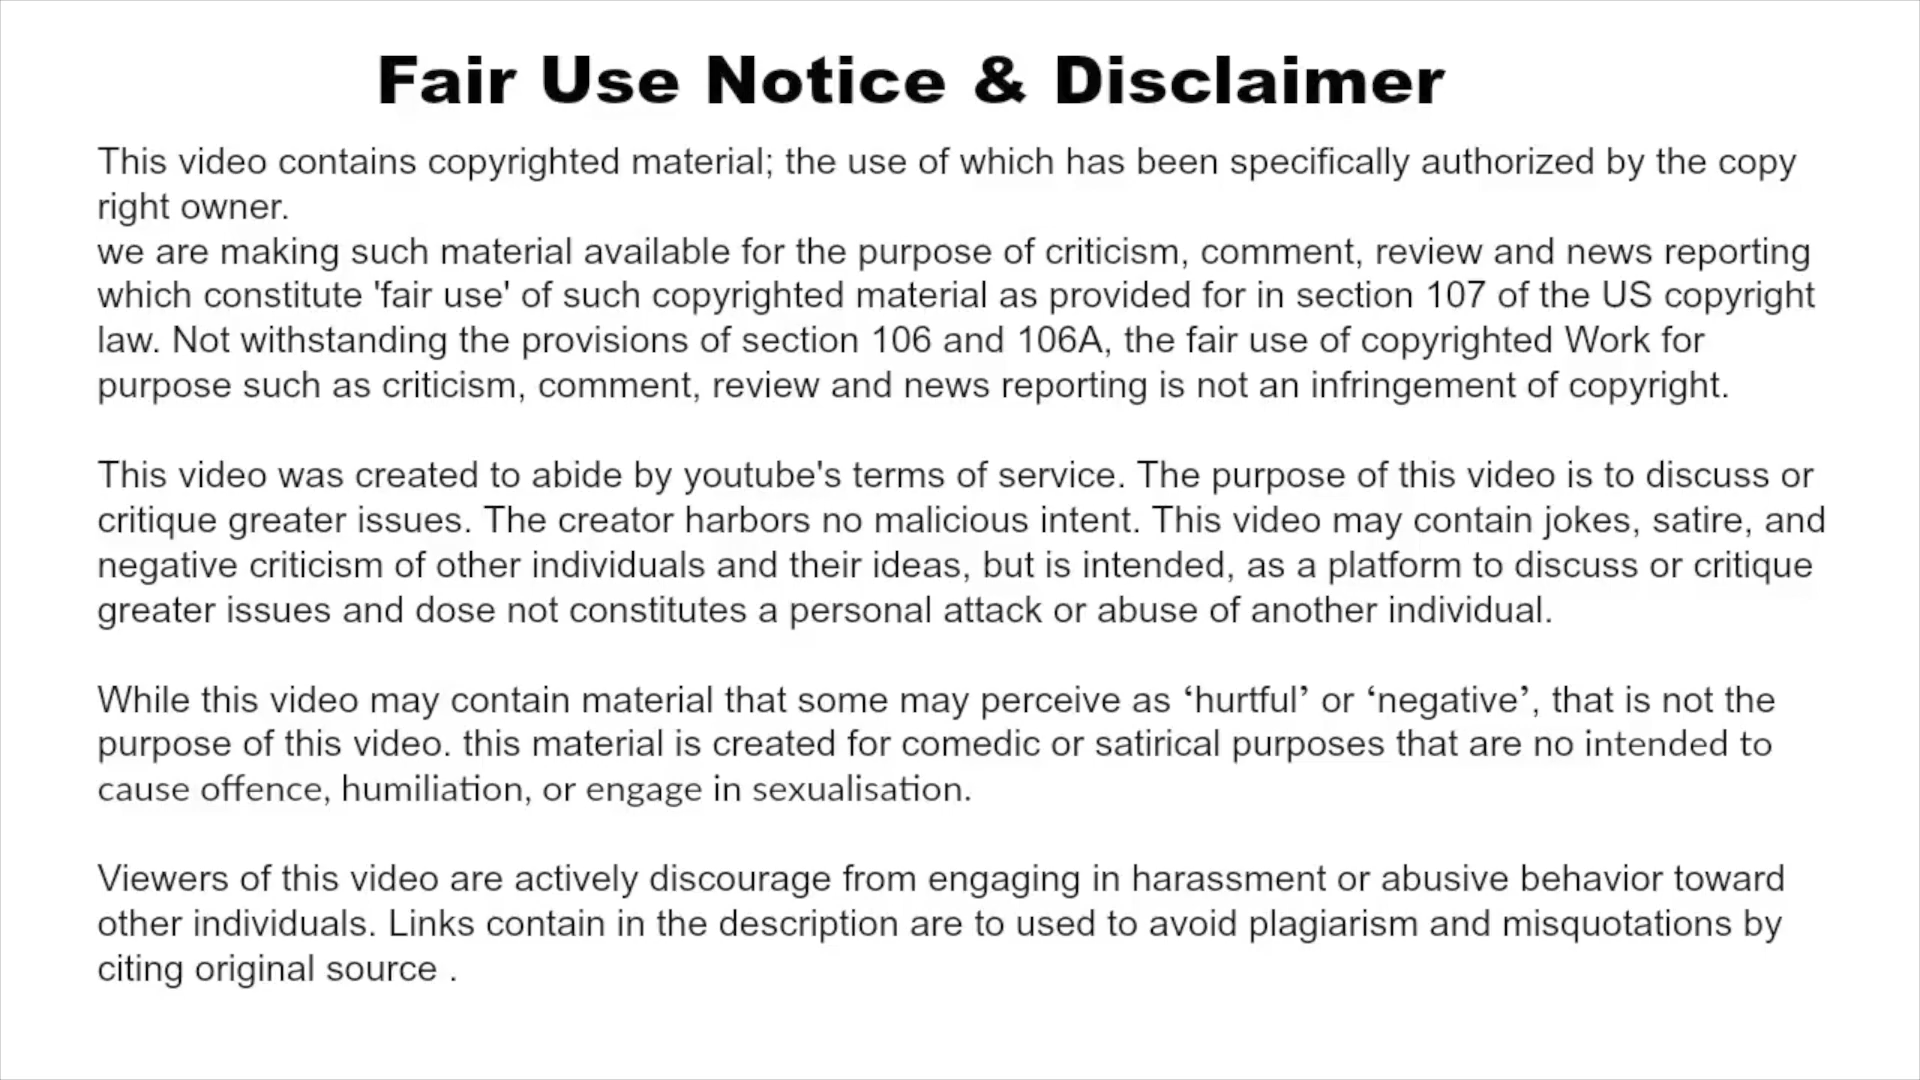 Fair Use Notice & Disclaimer
This video contains copyrighted material; the use of which has been specifically authorized by the copy
right owner.
we are making such material available for the purpose of criticism, comment, review and news reporting
which constitute 'fair use' of such copyrighted material as provided for in section 107 of the US copyright
law. Not withstanding the provisions of section 106 and 106A, the fair use of copyrighted Work for
purpose such as criticism, comment, review and news reporting is not an infringement of copyright.
This video was created to abide by youtube's terms of service. The purpose of this video is to discuss or
critique greater issues. The creator harbors no malicious intent. This video may contain jokes, satire, and
negative criticism of other individuals and their ideas, but is intended, as a platform to discuss or critique
greater issues and dose not constitutes a personal attack or abuse of another individual.
While this video may contain material that some may perceive as ‘hurtful’ or ‘negative’, that is not the
purpose of this video. this material is created for comedic or satirical purposes that are no intended to
cause offence, humiliation, or engage in sexualisation.
Viewers of this video are actively discourage from engaging in harassment or abusive behavior toward
other individuals. Links contain in the description are to used to avoid plagiarism and misquotations by
citing original source .